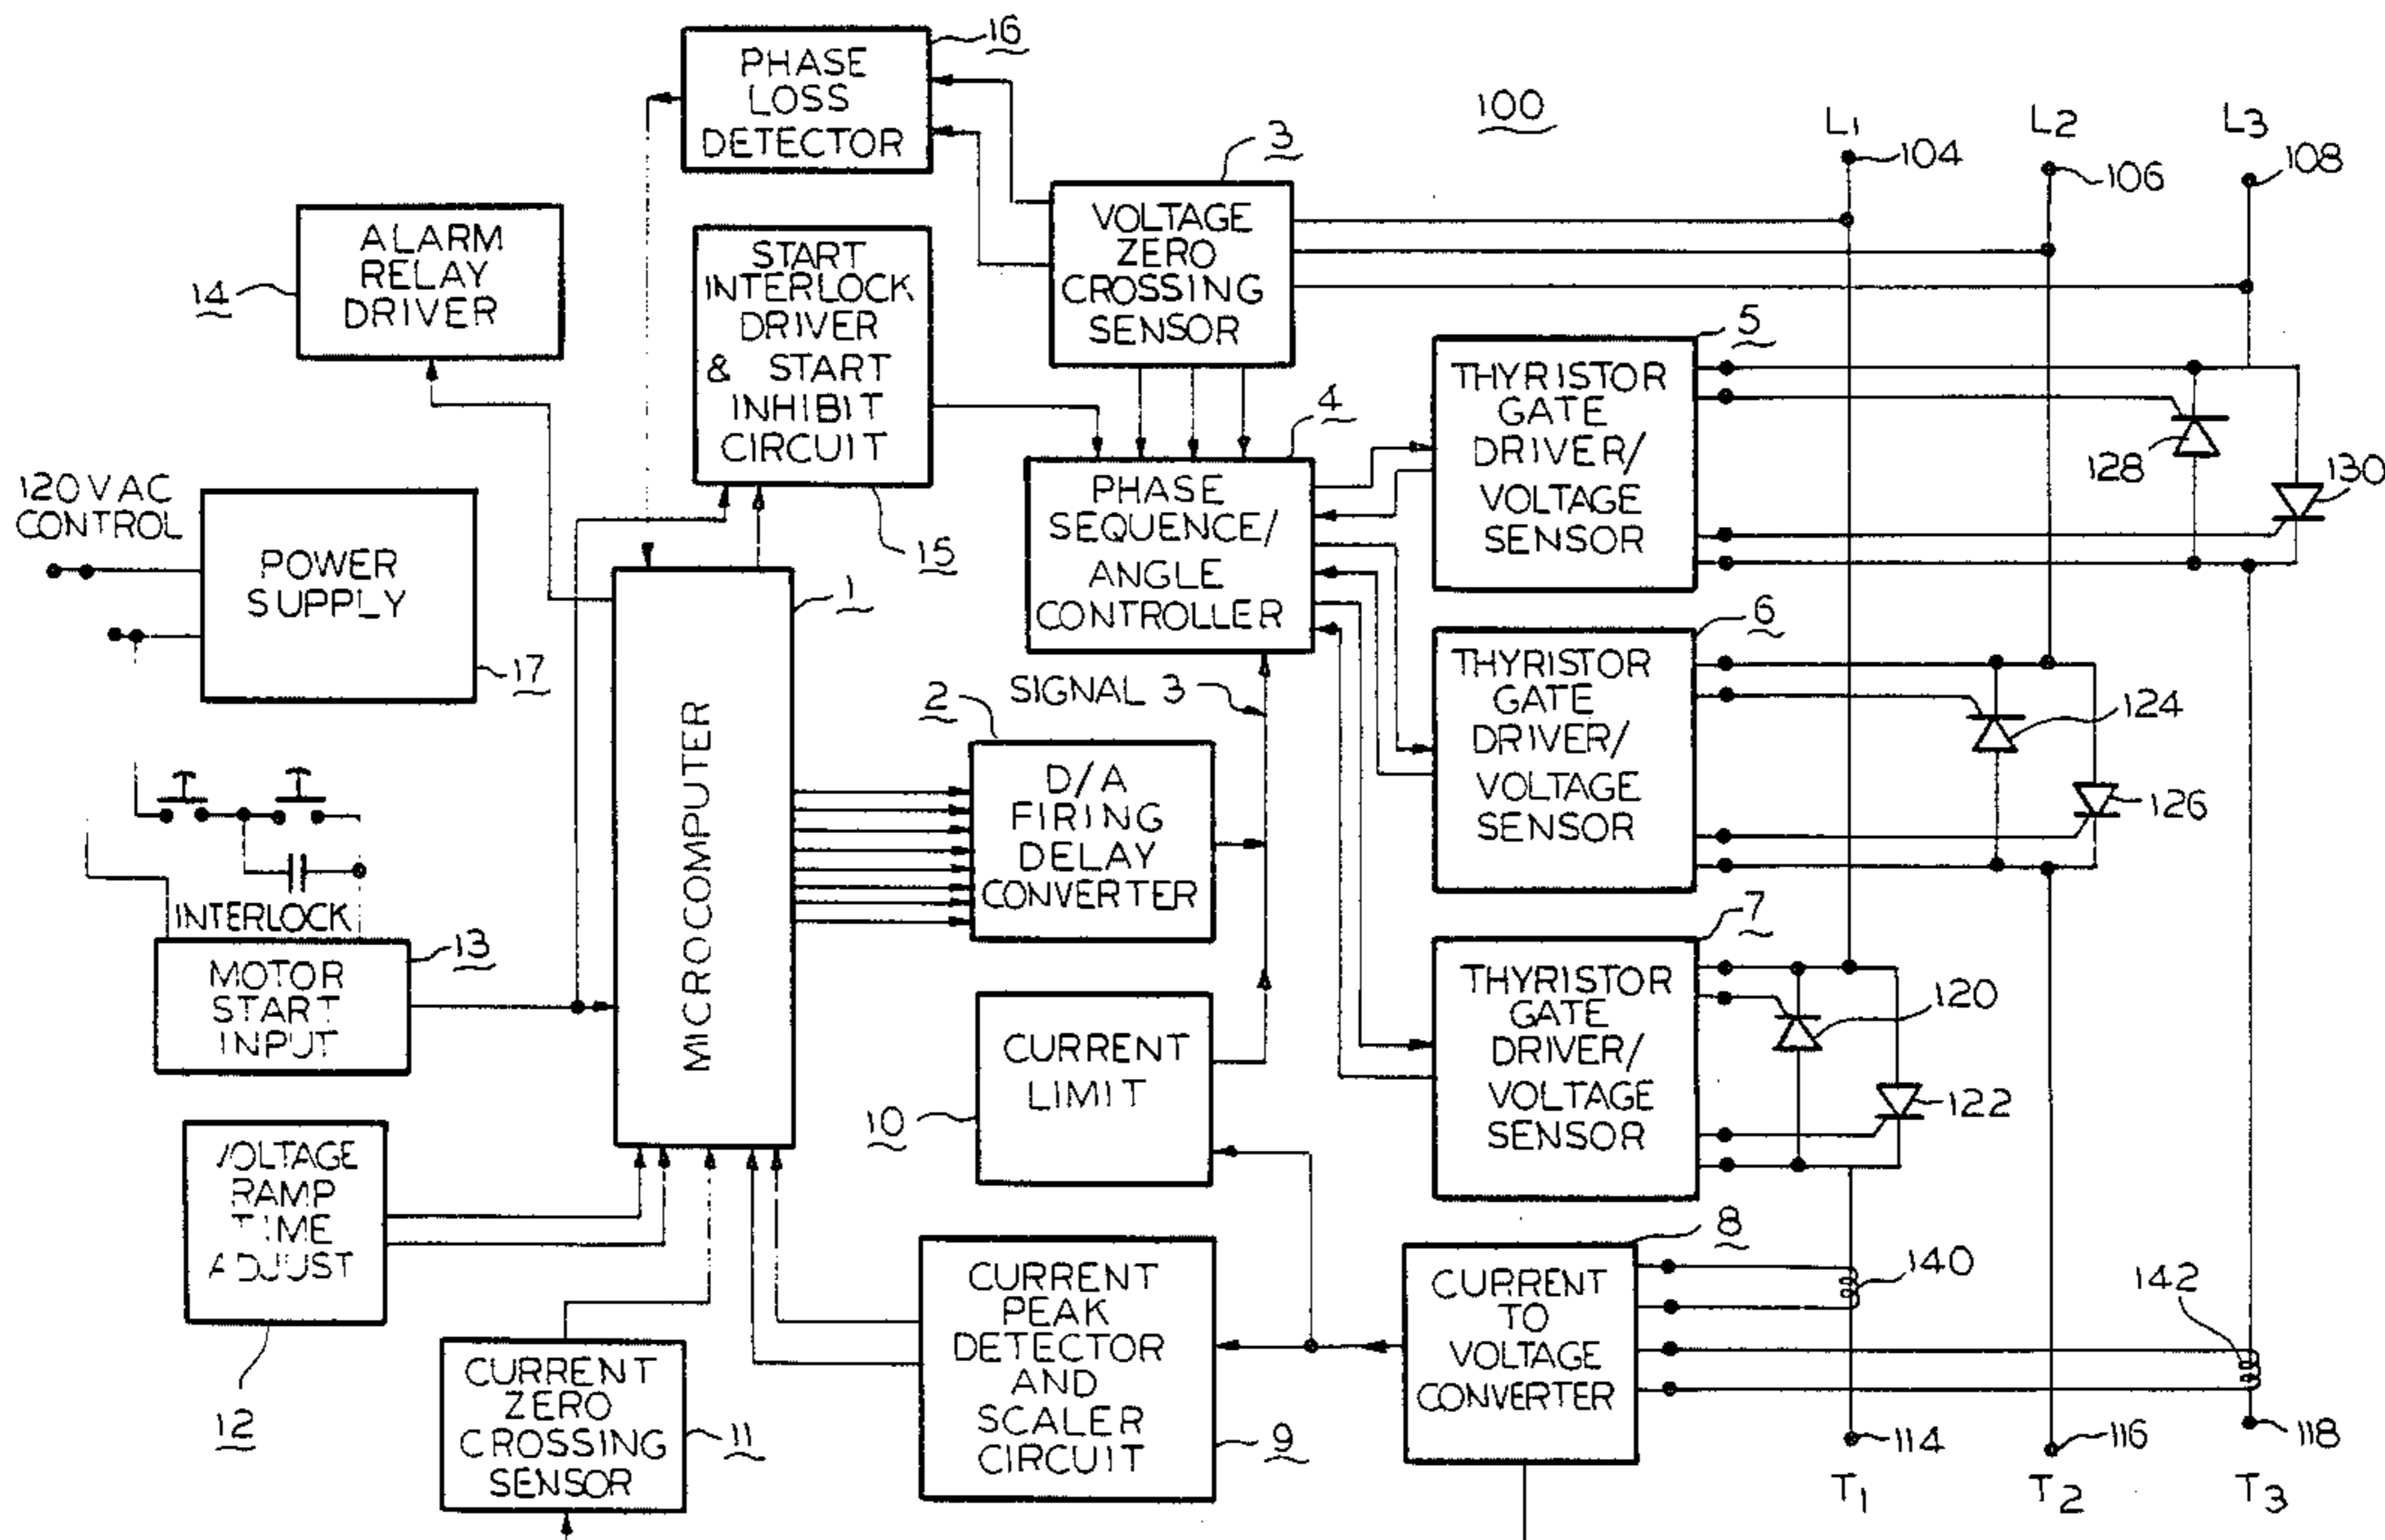 16
PHASE
LOSS
DETECTOR
100
3
L1
104
L2
106
L3
108
ALARM
RELAY
DRIVER
14
START
INTERLOCK
DRIVER
& START
INHIBIT
CIRCUIT
15
VOLTAGE
ZERO
CROSSING
SENSOR
5
THYRISTOR
GATE
DRIVER/
VOLTAGE
SENSOR
128
130
4
PHASE
SEQUENCE/
ANGLE
CONTROLLER
120 VAC
CONTROL
POWER
SUPPLY
17
1
MICROCOMPUTER
SIGNAL 3
2
D/A
FIRING
DELAY
CONVERTER
6
THYRISTOR
GATE
DRIVER/
VOLTAGE
SENSOR
124
126
INTERLOCK
13
MOTOR
START
INPUT
7
THYRISTOR
GATE
DRIVER/
VOLTAGE
SENSOR
120
122
CURRENT
LIMIT
10
VOLTAGE
RAMP
TIME
ADJUST
12
CURRENT
ZERO
CROSSING
SENSOR
11
CURRENT
PEAK
DETECTOR
AND
SCALER
CIRCUIT
9
8
CURRENT
TO
VOLTAGE
CONVERTER
140
142
114
T1
116
T2
118
T3